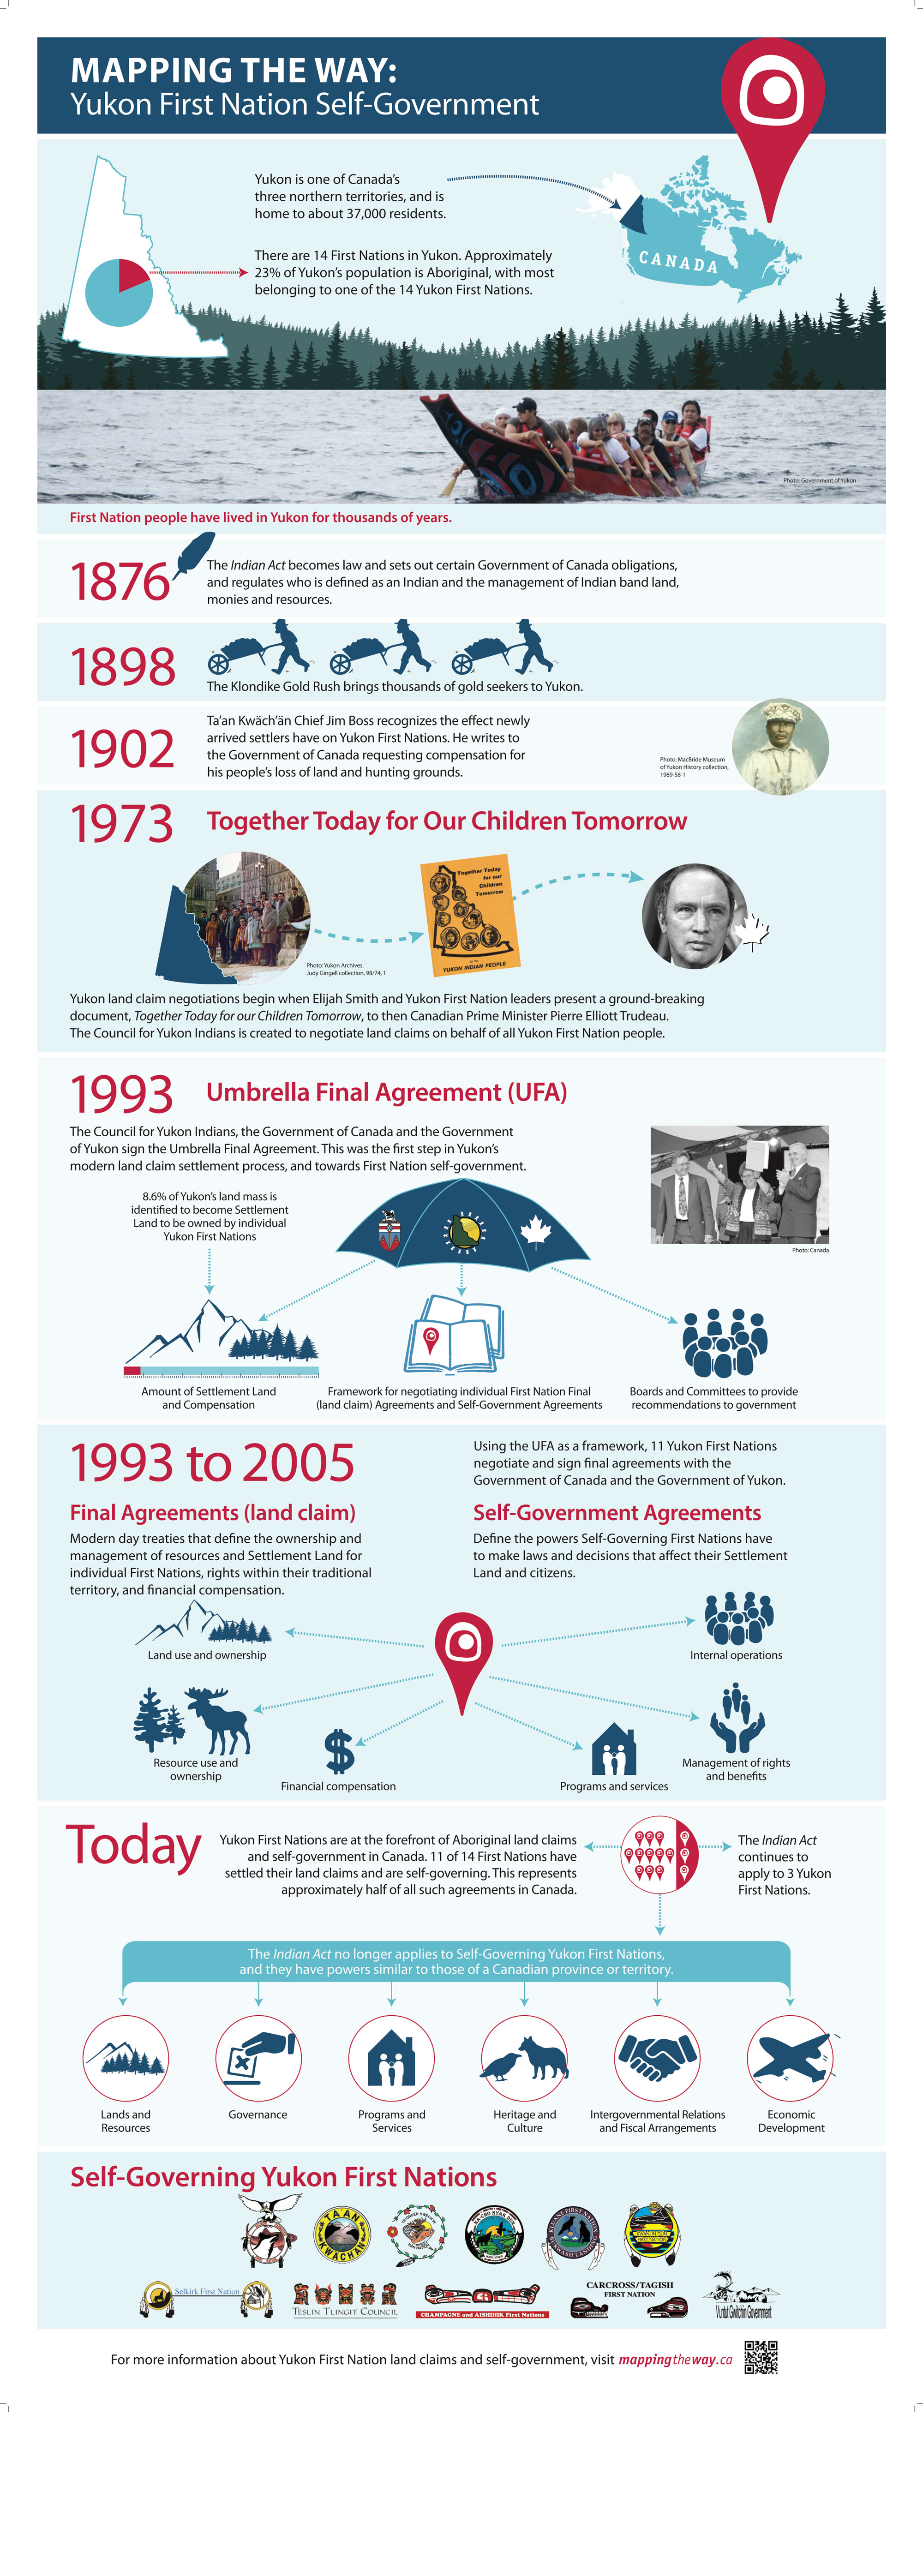 MAPPING THE WAY:
Yukon First Nation Self-Government
Yukon is one of Canada's
three northern territories, and is
home to about 37,000 residents.
CANADA
There are 14 First Nations in Yukon. Approximately
23% of Yukon's population is Aboriginal, with most
belonging to one of the 14 Yukon First Nations.
Photo: Government of Yukon
First Nation people have lived in Yukon for thousands of years.
1876
The Indian Act becomes law and sets out certain Government of Canada obligations,
and regulates who is defined as an Indian and the management of Indian band land,
monies and resources.
1898
The Klondike Gold Rush brings thousands of gold seekers to Yukon.
1902
Ta'an Kwäch'än Chief Jim Boss recognizes the effect newly
arrived settlers have on Yukon First Nations. He writes to
the Government of Canada requesting compensation for
his people's loss of land and hunting grounds.
Photo: MacBride Museum
of Yukon History collection,
1989-58-1
1973
Together Today for Our Children Tomorrow
Together Today
for our
Children
Tomorrow
YUKON INDIAN PEOPLE
Photo: Yukon Archives.
Judy Gingell collection, 98/74, 1
Yukon land claim negotiations begin when Elijah Smith and Yukon First Nation leaders present a ground-breaking
document, Together Today for our Children Tomorrow, to then Canadian Prime Minister Pierre Elliott Trudeau.
The Council for Yukon Indians is created to negotiate land claims on behalf of all Yukon First Nation people.
1993
Umbrella Final Agreement (UFA)
The Council for Yukon Indians, the Government of Canada and the Government
of Yukon sign the Umbrella Final Agreement. This was the first step in Yukon's
modern land claim settlement process, and towards First Nation self-government.
8.6% of Yukon's land mass is
identified to become Settlement
Land to be owned by individual
Yukon First Nations
Photo: Canada
Amount of Settlement Land
and Compensation
Framework for negotiating individual First Nation Final
(land claim) Agreements and Self-Government Agreements
Boards and Committees to provide
recommendations to government
1993 to 2005
Using the UFA as a framework, 11 Yukon First Nations
negotiate and sign final agreements with the
Government of Canada and the Government of Yukon.
Final Agreements (land claim)
Modern day treaties that define the ownership and
management of resources and Settlement Land for
individual First Nations, rights within their traditional
territory, and financial compensation.
Self-Government Agreements
Define the powers Self-Governing First Nations have
to make laws and decisions that affect their Settlement
Land and citizens.
Land use and ownership
Internal operations
Resource use and
ownership
Financial compensation
Programs and services
Management of rights
and benefits
Today
Yukon First Nations are at the forefront of Aboriginal land claims
and self-government in Canada. 11 of 14 First Nations have
settled their land claims and are self-governing. This represents
approximately half of all such agreements in Canada.
The Indian Act
continues to
apply to 3 Yukon
First Nations.
The Indian Act no longer applies to Self-Governing Yukon First Nations,
and they have powers similar to those of a Canadian province or territory.
Lands and
Resources
Governance
Programs and
Services
Heritage and
Culture
Intergovernmental Relations
and Fiscal Arrangements
Economic
Development
Self-Governing Yukon First Nations
TA'AN
KWACHAN
Selkirk First Nation
TESLIN TLINGIT COUNCIL
CHAMPAGNE and AISHIHIK First Nations
CARCROSS/TAGISH
FIRST NATION
Vuntut Gwitchin Government
For more information about Yukon First Nation land claims and self-government, visit mappingtheway.ca